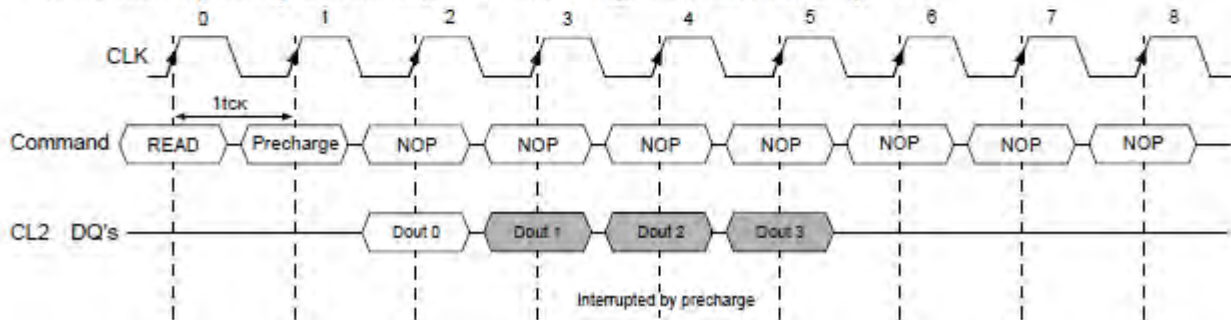 0 1 2 3 4 5 6 7 8
CLK
1tCK
Command READ Precharge NOP NOP NOP NOP NOP NOP NOP
CL2 DQ's Dout 0 Dout 1 Dout 2 Dout 3
Interrupted by precharge